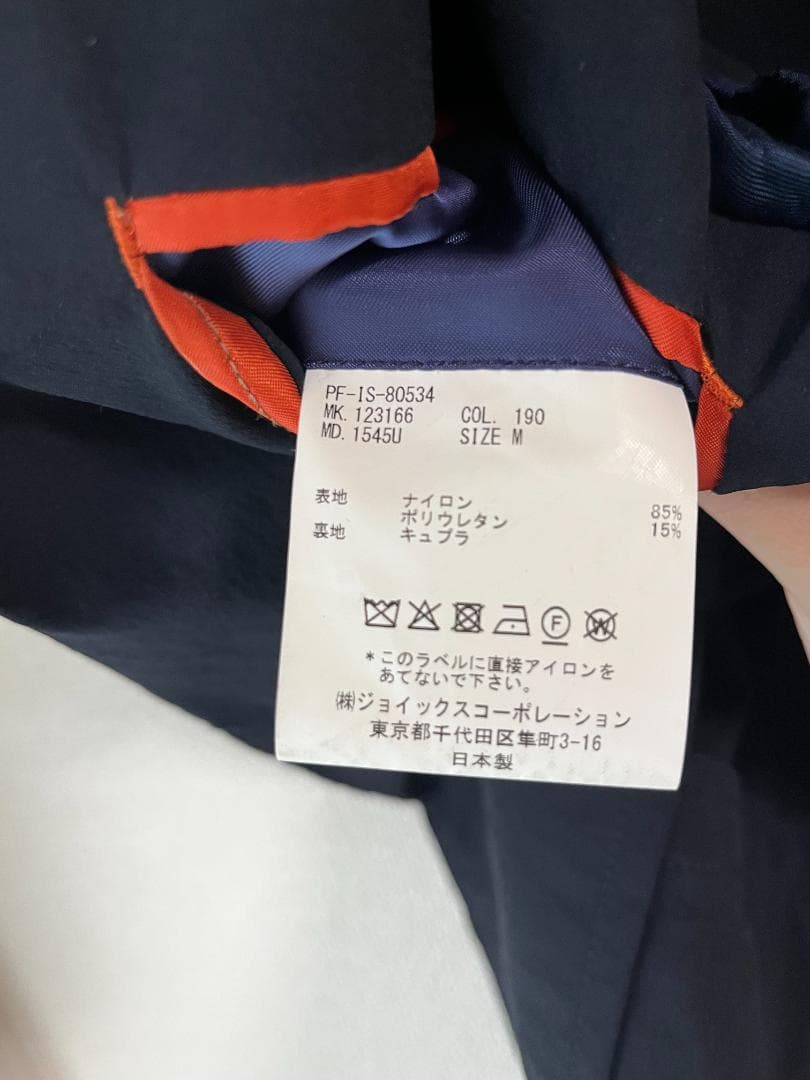 PF-IS-80534
MK. 123166 COL. 190
MD. 1545U SIZE M
表地 ナイロン 85%
ポリウレタン 15%
裏地 キュプラ
F
W
*このラベルに直接アイロンを
あてないで下さい。
㈱ジョイックスコーポレーション
東京都千代田区隼町3-16
日本製